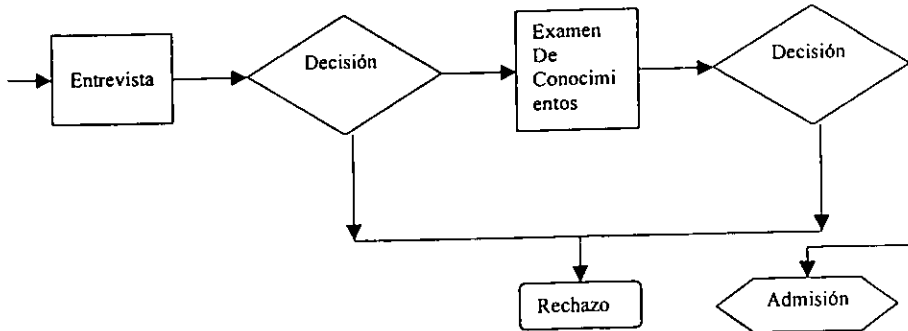 Entrevista
Decisión
Examen
De
Conocimi
entos
Decisión
Rechazo
Admisión